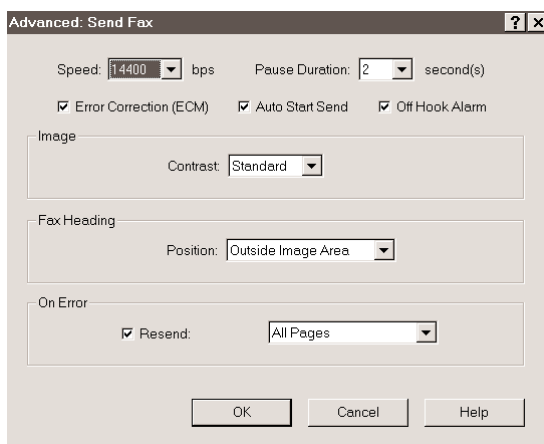 Advanced: Send Fax ? ×
Speed: 14400 bps Pause Duration: 2 second(s)
Error Correction (ECM) Auto Start Send Off Hook Alarm
Image
Contrast: Standard
Fax Heading
Position: Outside Image Area
On Error
Resend: All Pages
OK Cancel Help